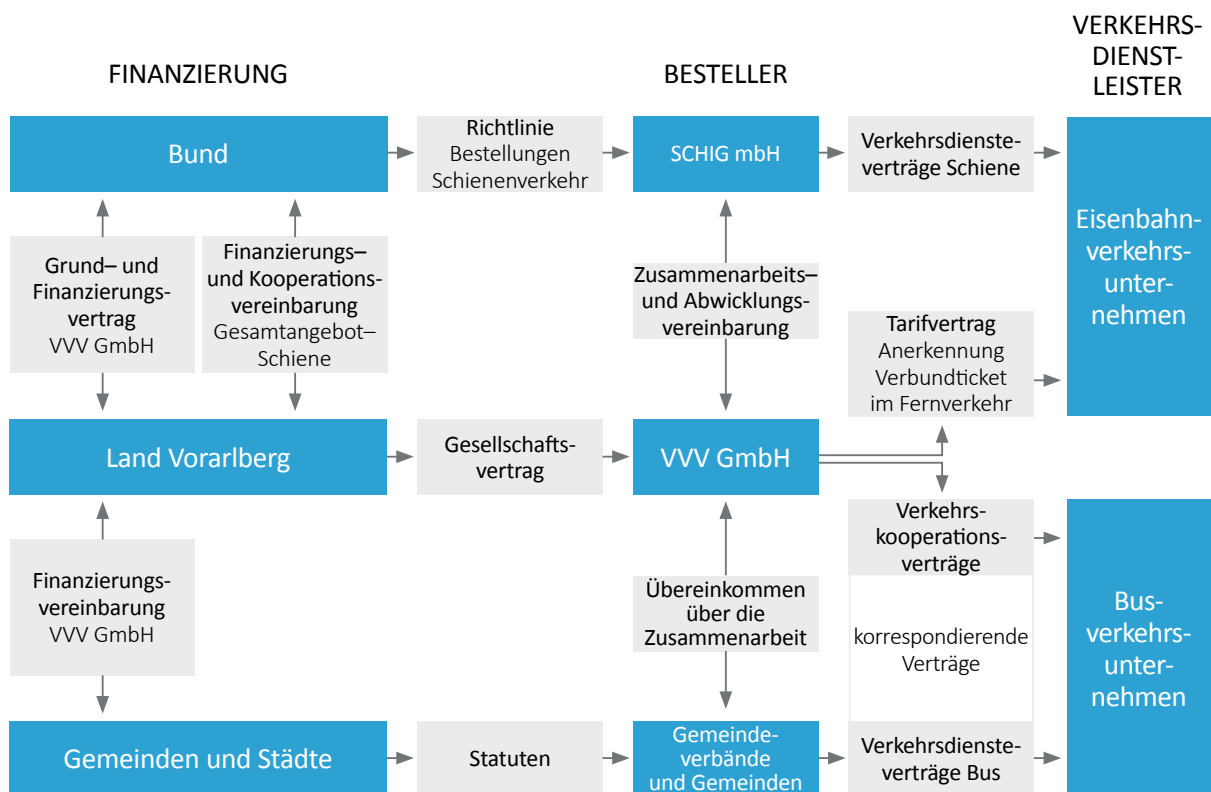 FINANZIERUNG
BESTELLER
VERKEHRS-
DIENST-
LEISTER
Bund
Richtlinie
Bestellungen
Schienenverkehr
SCHIG mbH
Verkehrsdienste-
verträge Schiene
Eisenbahn-
verkehrs-
unter-
nehmen
Grund– und
Finanzierungs-
vertrag
VVV GmbH
Finanzierungs–
und Kooperations-
vereinbarung
Gesamtangebot–
Schiene
Zusammenarbeits–
und Abwicklungs-
vereinbarung
Tarifvertrag
Anerkennung
Verbundticket
im Fernverkehr
Land Vorarlberg
Gesellschafts-
vertrag
VVV GmbH
Verkehrs-
kooperations-
verträge
Finanzierungs-
vereinbarung
VVV GmbH
Übereinkommen
über die
Zusammenarbeit
korrespondierende
Verträge
Bus-
verkehrs-
unter-
nehmen
Gemeinden und Städte
Statuten
Gemeinde-
verbände
und Gemeinden
Verkehrsdienste-
verträge Bus